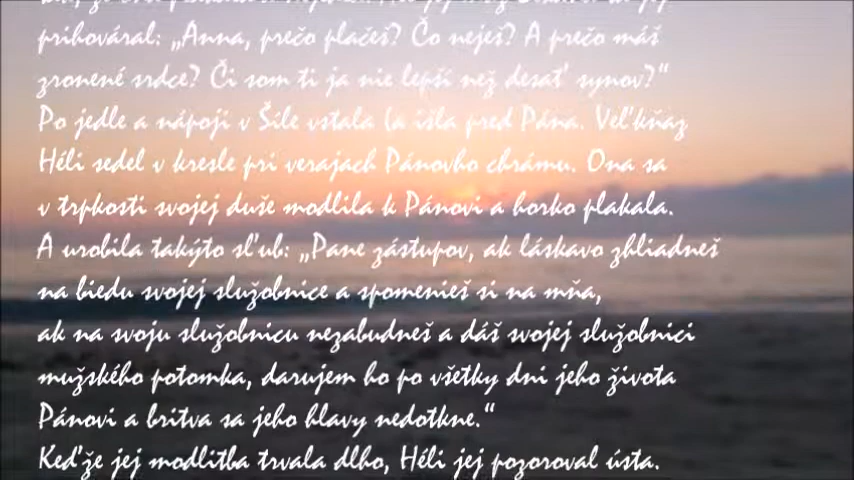 prihováral: „Anna, prečo plačeš? Čo neješ? A prečo máš
zronené srdce? Či som ti ja nie lepší než desať synov?“
Po jedle a nápoji v Šíle vstala (a išla pred Pána. Veľkňaz
Héli sedel v kresle pri verajach Pánovho chrámu. Ona sa
v trpkosti svojej duše modlila k Pánovi a horko plakala.
A urobila takýto sľub: „Pane zástupov, ak láskavo zhliadneš
na biedu svojej služobnice a spomenieš si na mňa,
ak na svoju služobnicu nezabudneš a dáš svojej služobnici
mužského potomka, darujem ho po všetky dni jeho života
Pánovi a britva sa jeho hlavy nedotkne.“
Keďže jej modlitba trvala dlho, Héli jej pozoroval ústa.